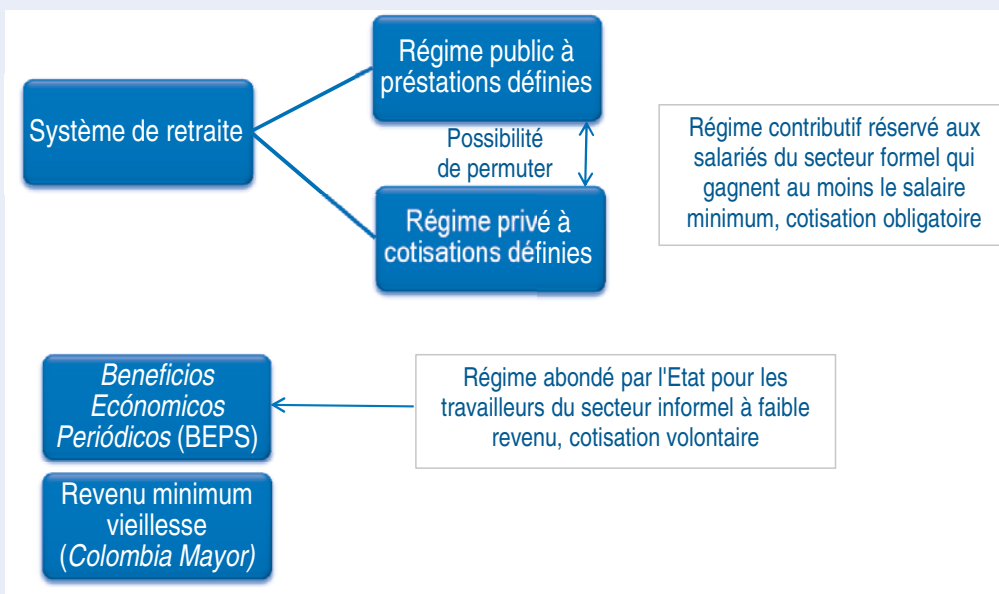 Système de retraite
Régime public à
préstations définies
Possibilité
de permuter
Régime privé à
cotisations définies
Régime contributif réservé aux
salariés du secteur formel qui
gagnent au moins le salaire
minimum, cotisation obligatoire
Beneficios
Ecónomicos
Periódicos (BEPS)
Régime abondé par l'Etat pour les
travailleurs du secteur informel à faible
revenu, cotisation volontaire
Revenu minimum
vieillesse
(Colombia Mayor)